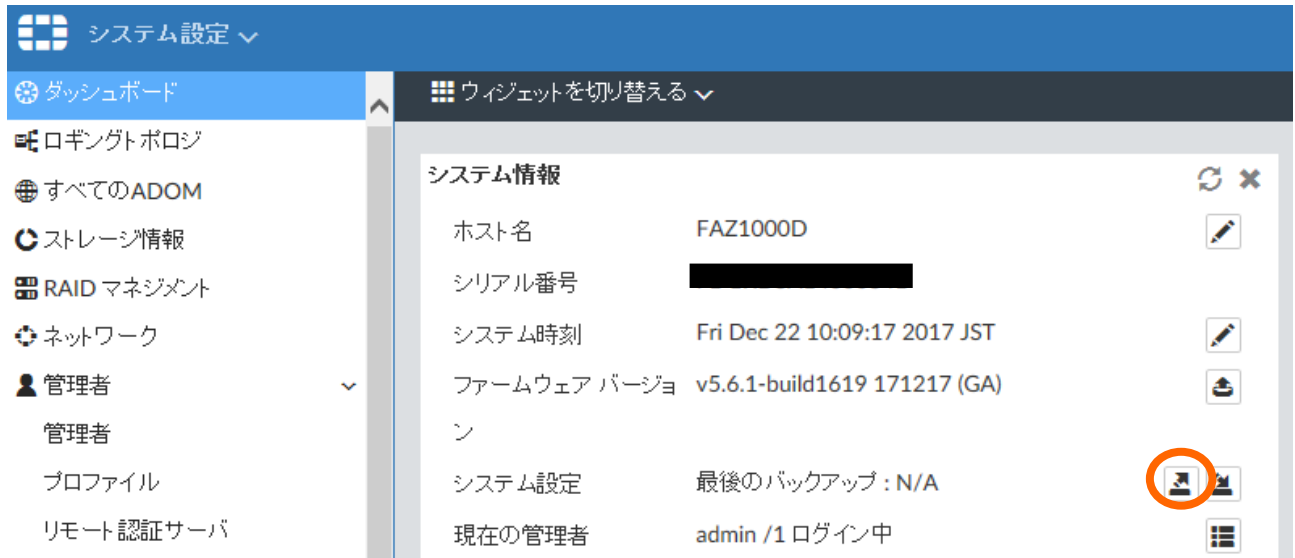 システム設定
ダッシュボード
ウィジェットを切り替える
ロギングトポロジ
すべてのADOM
ストレージ情報
RAID マネジメント
ネットワーク
管理者
管理者
プロファイル
リモート認証サーバ
システム情報
ホスト名 FAZ1000D
シリアル番号
システム時刻 Fri Dec 22 10:09:17 2017 JST
ファームウェア バージョ v5.6.1-build1619 171217 (GA)
ン
システム設定 最後のバックアップ : N/A
現在の管理者 admin /1 ログイン中